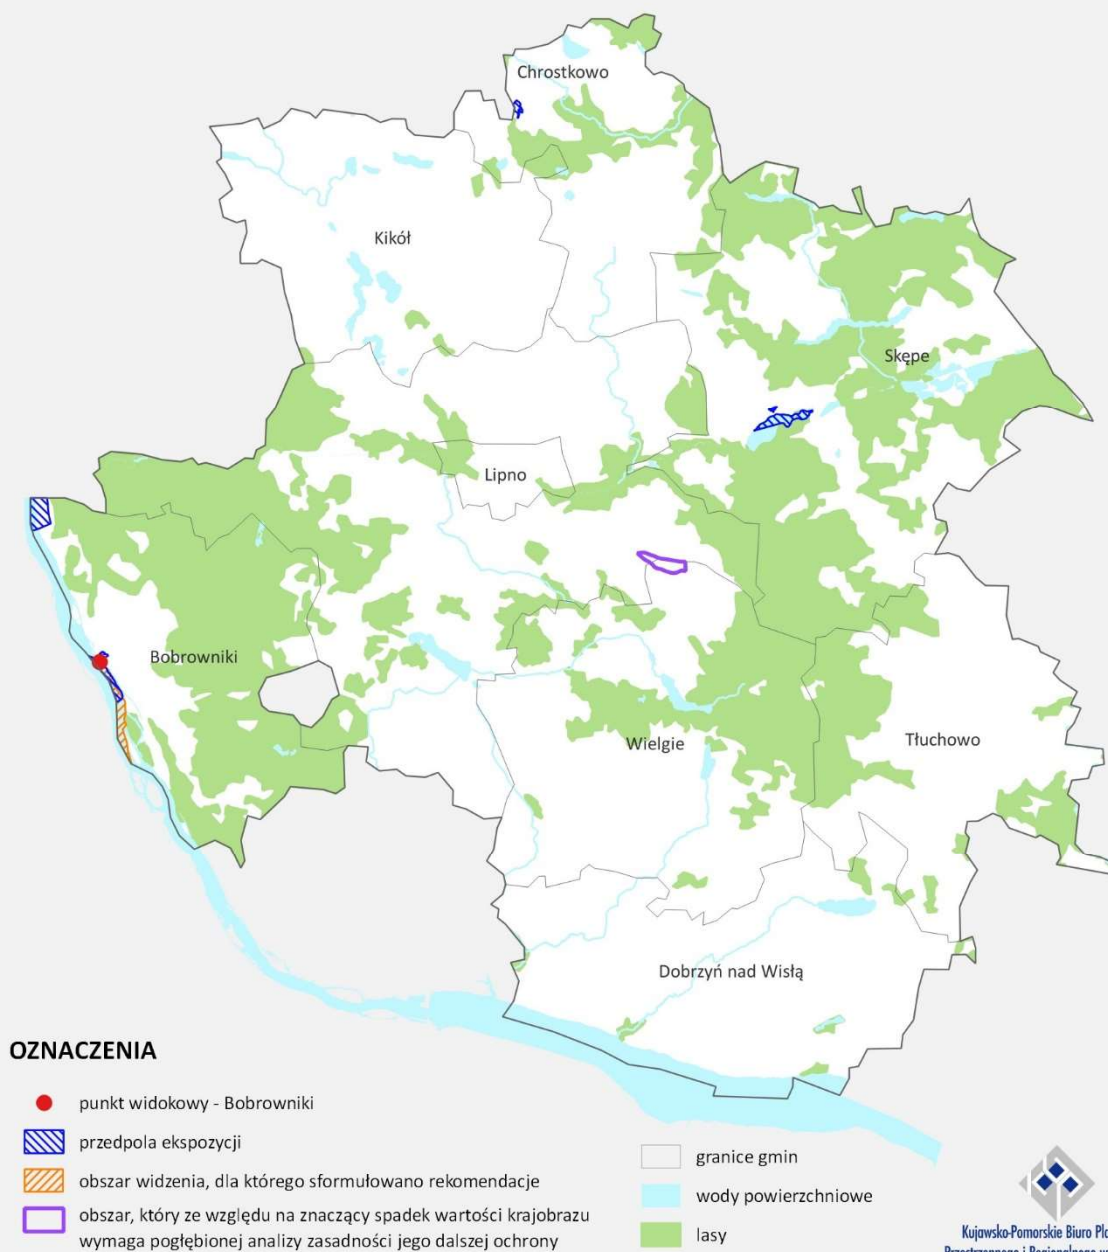 Chrostkowo
Kikół
Skępe
Lipno
Bobrowniki
Wielgie
Tłuchowo
Dobrzyń nad Wisłą
OZNACZENIA
punkt widokowy - Bobrowniki
przedpola ekspozycji
obszar widzenia, dla którego sformułowano rekomendacje
obszar, który ze względu na znaczący spadek wartości krajobrazu
wymaga pogłębionej analizy zasadności jego dalszej ochrony
granice gmin
wody powierzchniowe
lasy
Kujawsko-Pomorskie Biuro
Przestrzennego i Regionalnego